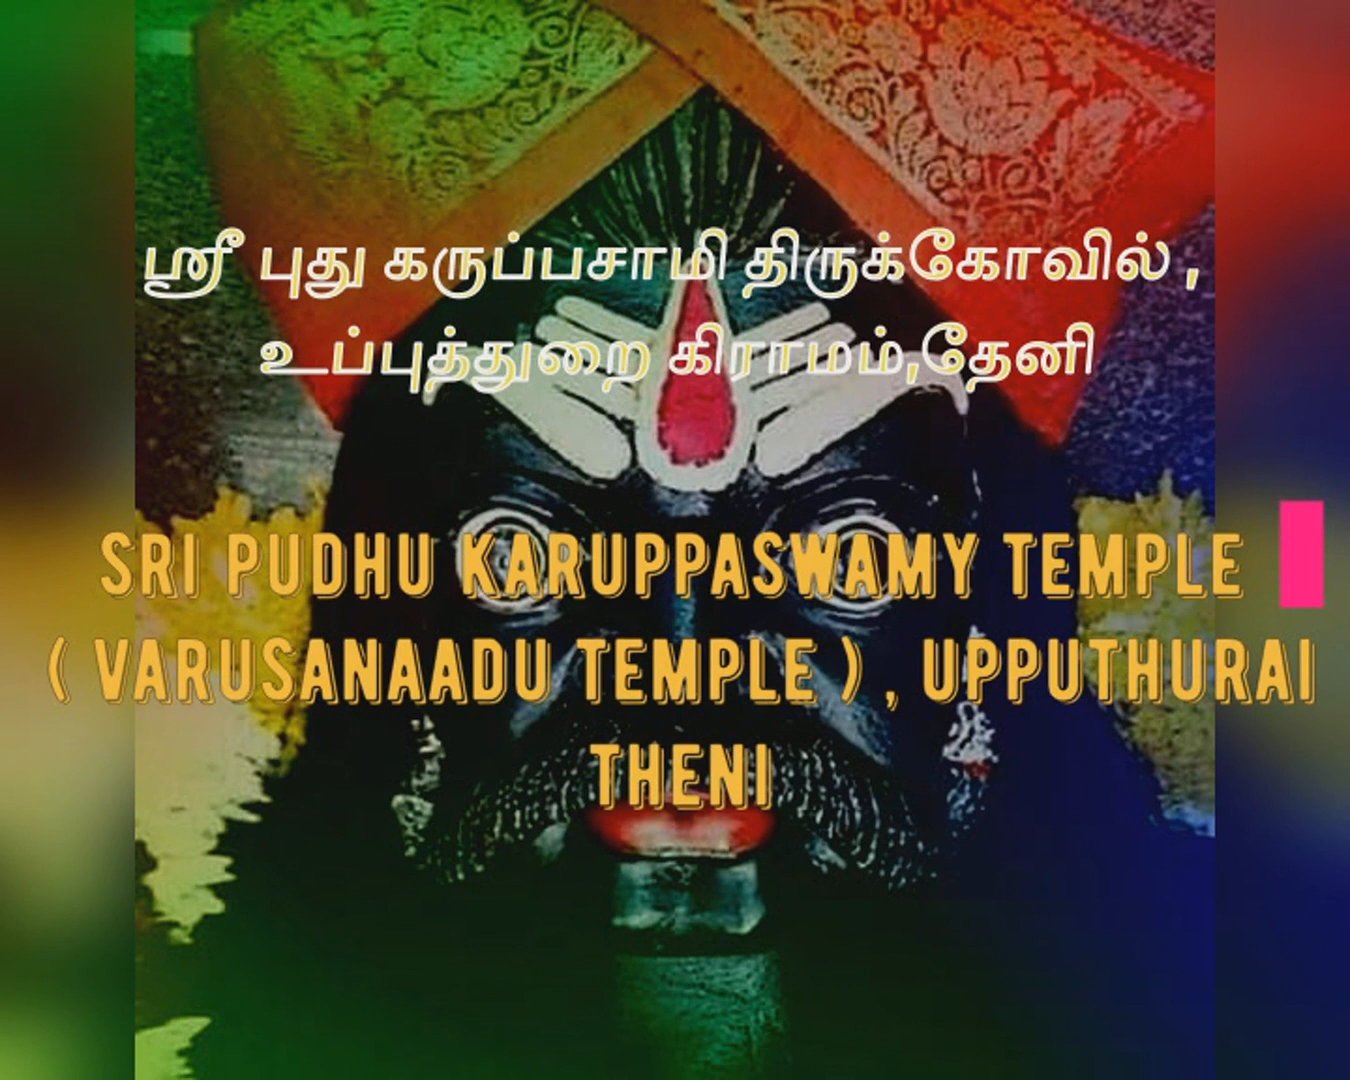 ஸ்ரீ புது கருப்பசாமி திருக்கோவில் ,
உப்புத்துறை கிராமம்,தேனி
SRI PUDHU KARUPPASWAMY TEMPLE
( VARUSANAADU TEMPLE ) , UPPUTHURAI
THENI